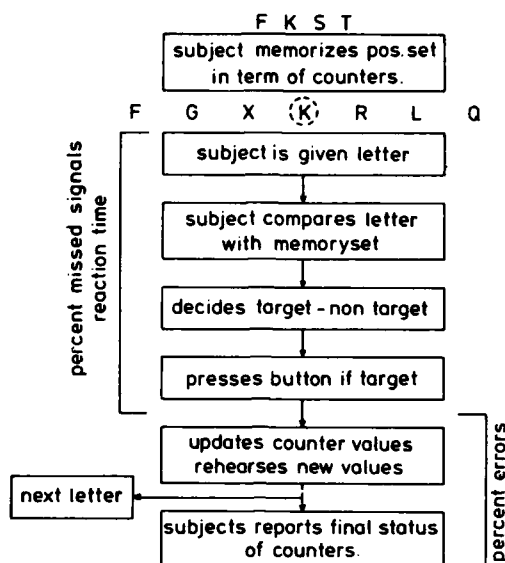 F K S T
subject memorizes pos.set
in term of counters.
F G X K R L Q
subject is given letter
subject compares letter
with memoryset
decides target - non target
presses button if target
percent missed signals
reaction time
updates counter values
rehearses new values
next letter
subjects reports final status
of counters.
percent errors